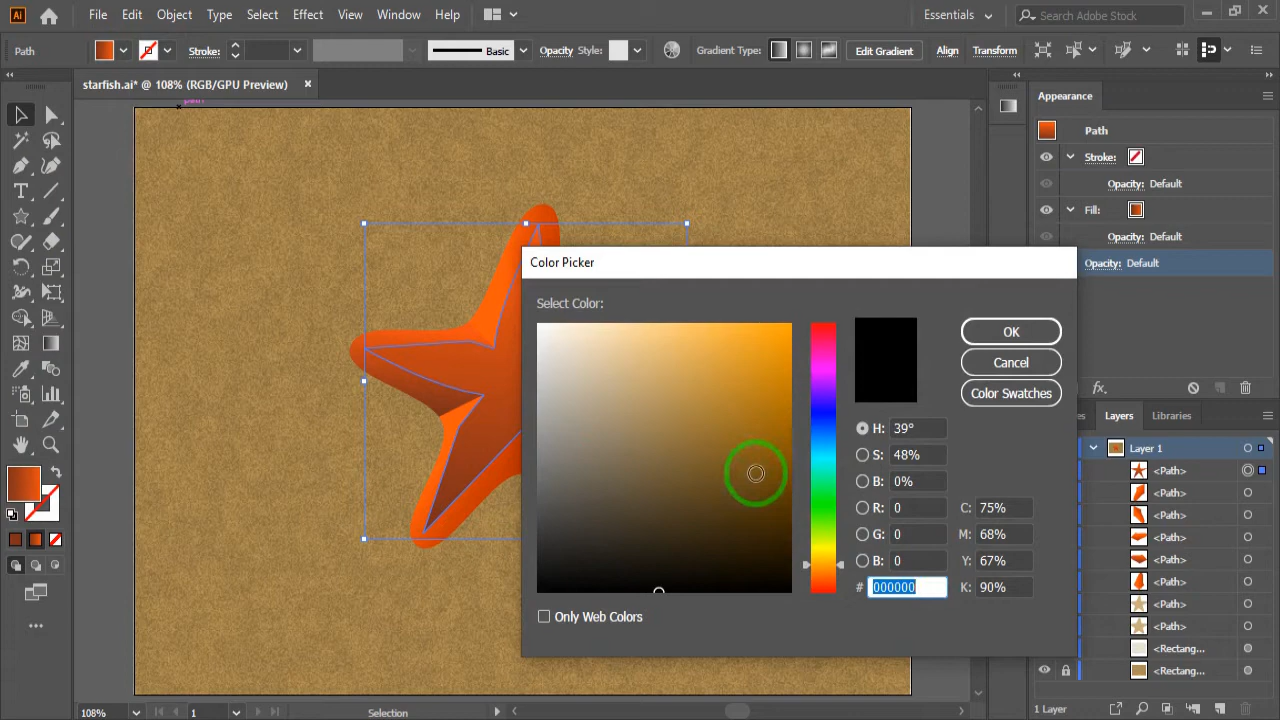 Ai File Edit Object Type Select Effect View Window Help Essentials Search Adobe Stock
Path Stroke: Basic Opacity Style: Gradient Type: Edit Gradient Align Transform
starfish.ai* @ 108% (RGB/GPU Preview) ×
path
Appearance
Path
Stroke:
Opacity: Default
Fill:
Opacity: Default
Opacity: Default
fx.
Color Picker
Select Color:
OK
Cancel
Color Swatches
H: 39°
S: 48%
B: 0%
R: 0
G: 0
B: 0
# 000000
C: 75%
M: 68%
Y: 67%
K: 90%
Only Web Colors
Layers Libraries
Layer 1
<Path>
<Path>
<Path>
<Path>
<Path>
<Path>
<Path>
<Path>
<Rectang...
<Rectang...
1 Layer
108% 1 Selection